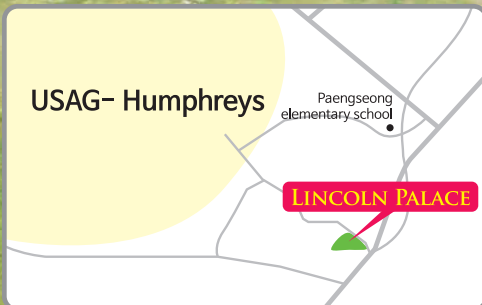 USAG- Humphreys
Paengseong
elementary school
LINCOLN PALACE